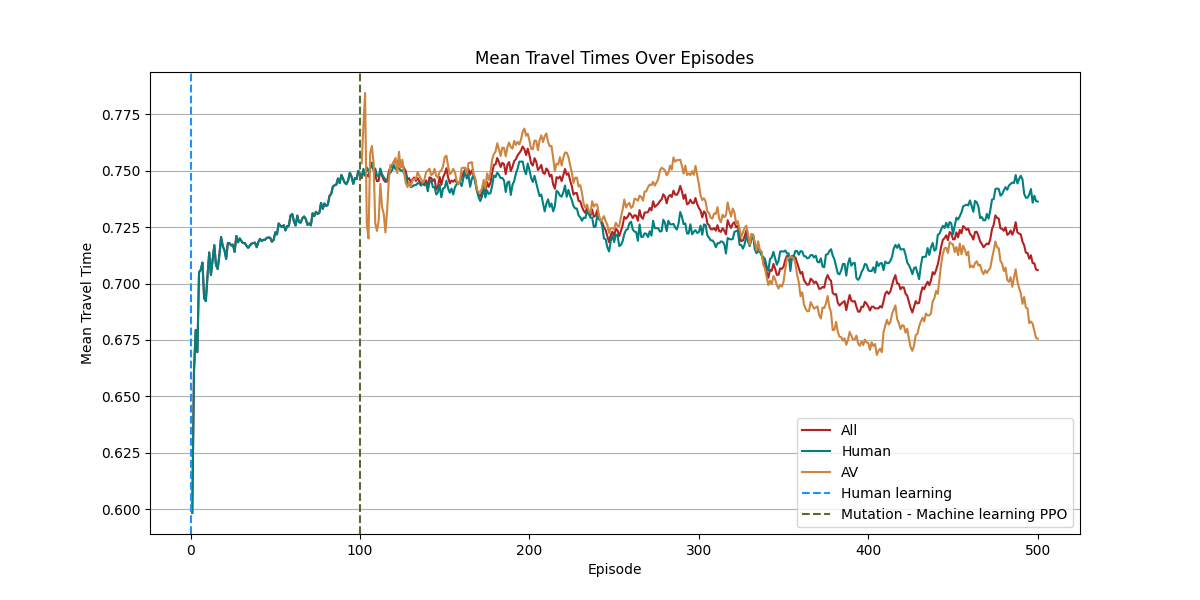 Mean Travel Times Over Episodes
Mean Travel Time
0.775
0.750
0.725
0.700
0.675
0.650
0.625
0.600
0 100 200 300 400 500
Episode
All
Human
AV
Human learning
Mutation - Machine learning PPO